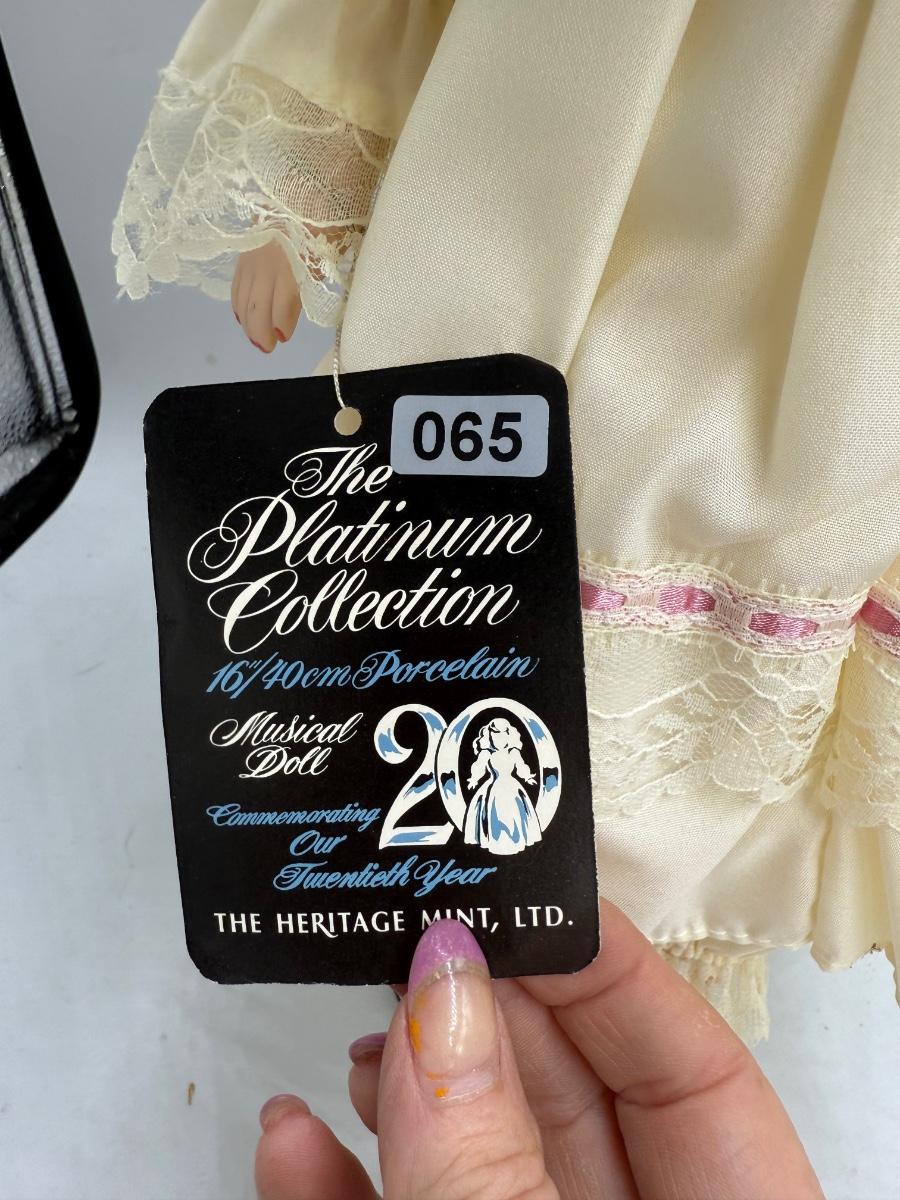 065
The
Platinum
Collection
16"/40cm Porcelain
Musical
Doll
20
Commemorating
Our
Twentieth Year
THE HERITAGE MINT, LTD.